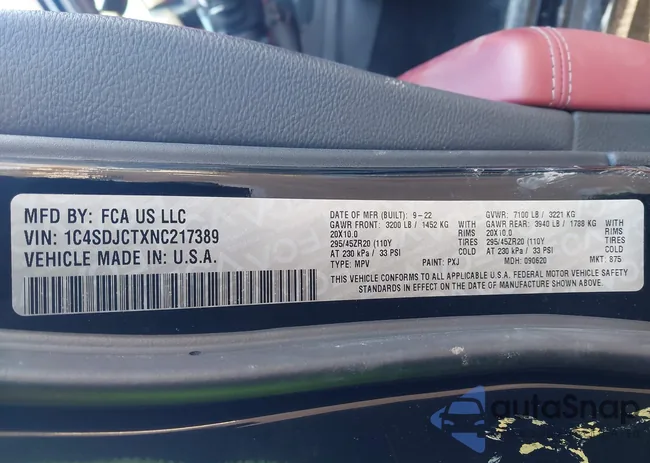 MFD BY: FCA US LLC
VIN: 1C4SDJCTXNC217389
VEHICLE MADE IN: U.S.A.
DATE OF MFR (BUILT): 9-22 GVWR: 7100 LB / 3221 KG
GAWR FRONT: 3200 LB / 1452 KG WITH GAWR REAR: 3940 LB / 1788 KG WITH
20X10.0 RIMS 20X10.0 RIMS
295/45ZR20 (110Y TIRES 295/45ZR20 (110Y TIRES
AT 230 kPa / 33 PSI COLD AT 230 kPa / 33 PSI COLD
TYPE: MPV PAINT: PXJ MDH: 090620 MKT: 875
THIS VEHICLE CONFORMS TO ALL APPLICABLE U.S.A. FEDERAL MOTOR VEHICLE SAFETY
STANDARDS IN EFFECT ON THE DATE OF MANUFACTURE SHOWN ABOVE.
autoSnap